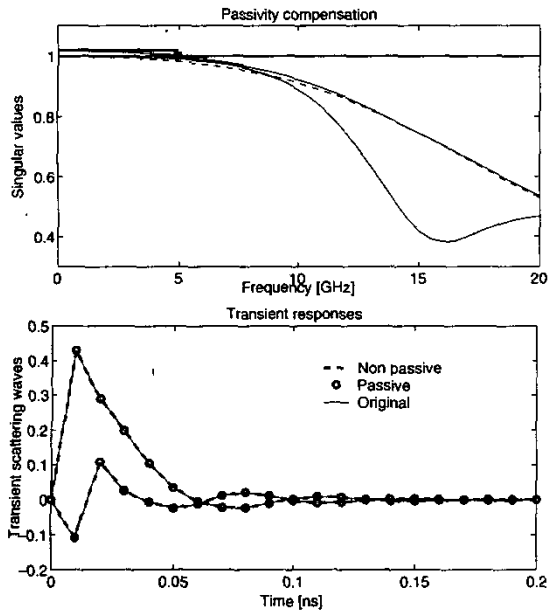 Passivity compensation
Singular values
1
0.8
0.6
0.4
0
5
10
15
20
Frequency [GHz]
Transient responses
Transient scattering waves
0.5
0.4
0.3
0.2
0.1
0
−0.1
−0.2
Non passive
Passive
Original
0
0.05
0.1
0.15
0.2
Time [ns]